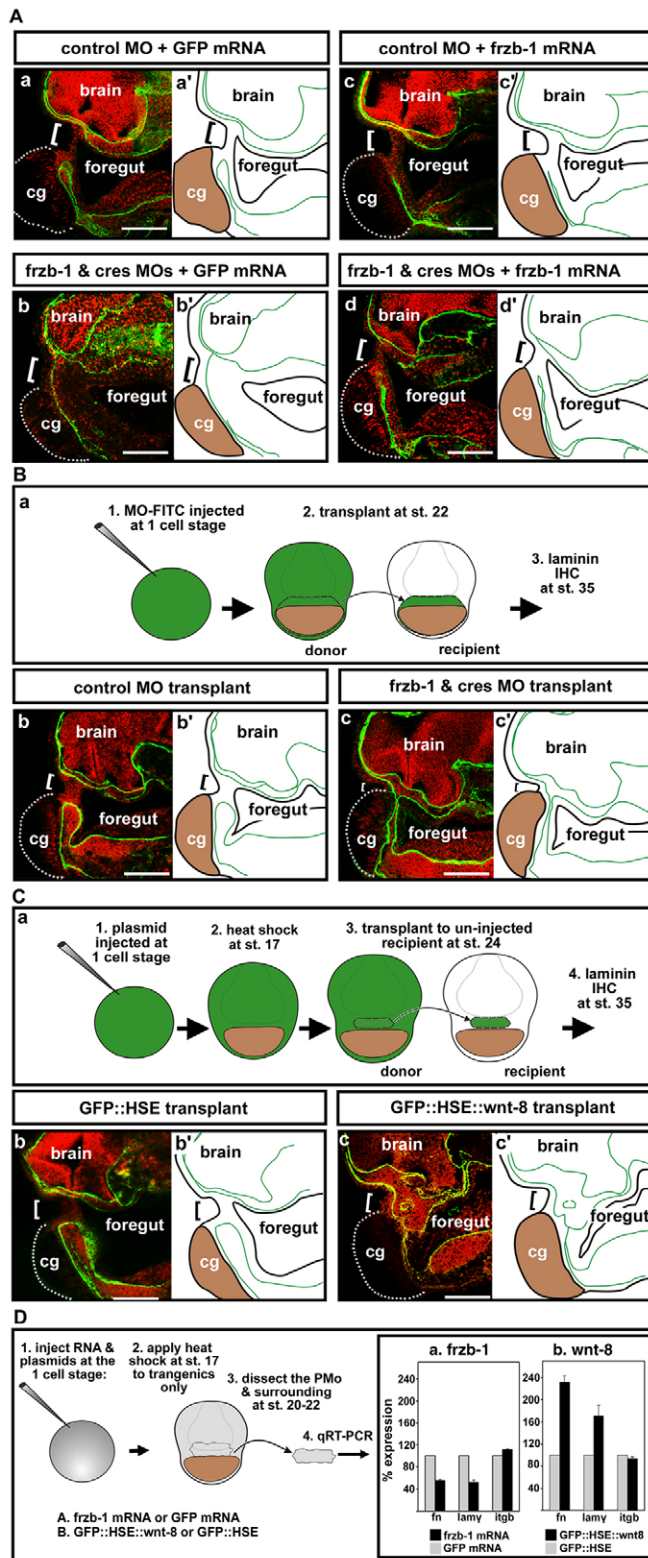 A
control MO + GFP mRNA
control MO + frzb-1 mRNA
a
brain
[
foregut
cg
a'
brain
[
foregut
cg
c
brain
[
foregut
cg
c'
brain
[
foregut
cg
frzb-1 & cres MOs + GFP mRNA
frzb-1 & cres MOs + frzb-1 mRNA
b
brain
[
foregut
cg
b'
brain
[
foregut
cg
d
brain
[
foregut
cg
d'
brain
[
foregut
cg
B
a
1. MO-FITC injected
at 1 cell stage
2. transplant at st. 22
3. laminin
IHC
at st. 35
donor
recipient
control MO transplant
frzb-1 & cres MO transplant
b
brain
[
foregut
cg
b'
brain
[
foregut
cg
c
brain
[
foregut
cg
c'
brain
[
foregut
cg
C
a
1. plasmid
injected at
1 cell stage
2. heat shock
at st. 17
3. transplant to un-injected
recipient at st. 24
4. laminin
IHC
at st. 35
donor
recipient
GFP::HSE transplant
GFP::HSE::wnt-8 transplant
b
brain
[
foregut
cg
b'
brain
[
foregut
cg
c
brain
[
foregut
cg
c'
brain
[
foregut
cg
D
1. inject RNA &
plasmids at the
1 cell stage:
2. apply heat
shock at st. 17
to trangenics
only
3. dissect the PMo
& surrounding
at st. 20-22
4. qRT-PCR
A. frzb-1 mRNA or GFP mRNA
B. GFP::HSE::wnt-8 or GFP::HSE
a. frzb-1
% expression
240
200
160
120
80
40
fn lamγ itgb
frzb-1 mRNA
GFP mRNA
b. wnt-8
240
200
160
120
80
40
fn lamγ itgb
GFP::HSE::wnt8
GFP::HSE